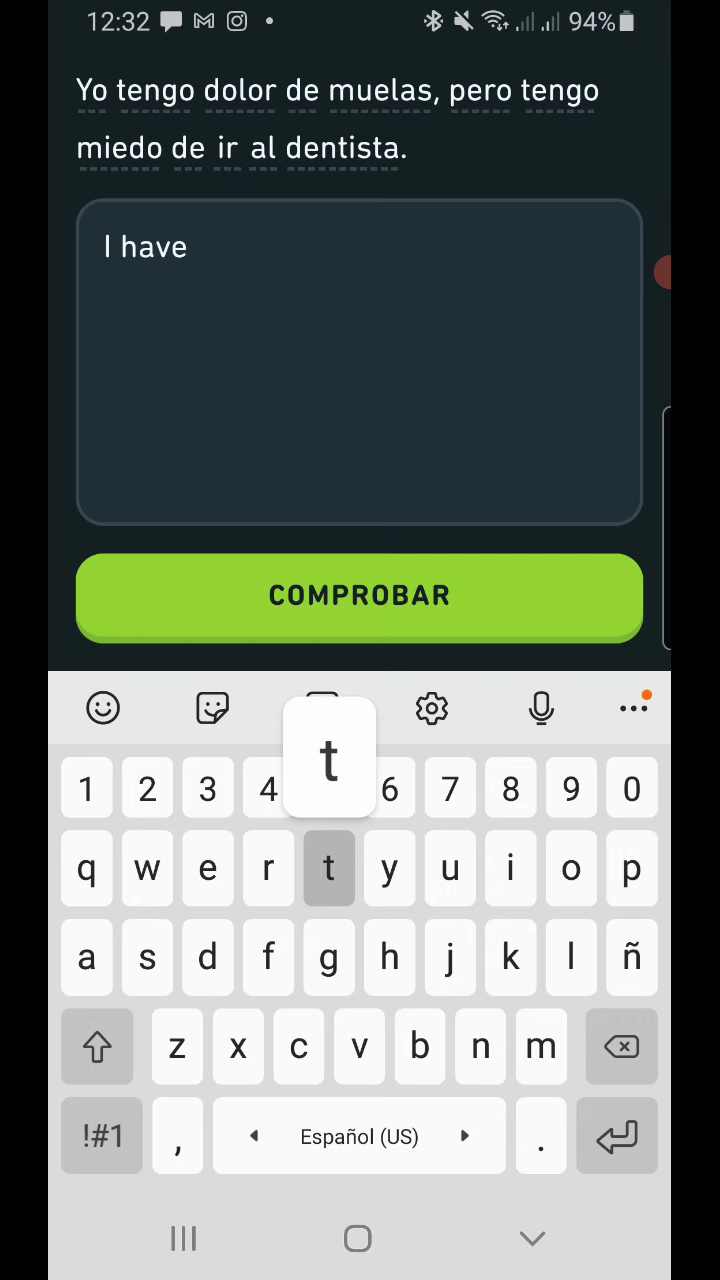 12:32 94%
Yo tengo dolor de muelas, pero tengo
miedo de ir al dentista.
I have
COMPROBAR
t
1 2 3 4 6 7 8 9 0
q w e r t y u i o p
a s d f g h j k l ñ
z x c v b n m
!#1 , Español (US) .